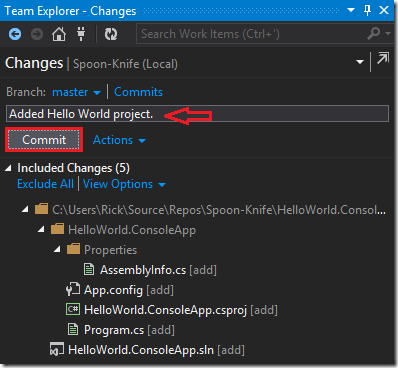 Team Explorer - Changes
Search Work Items (Ctrl+')
Changes | Spoon-Knife (Local)
Branch: master | Commits
Added Hello World project.
Commit Actions
Included Changes (5)
Exclude All | View Options
C:\Users\Rick\Source\Repos\Spoon-Knife\HelloWorld.Consol...
HelloWorld.ConsoleApp
Properties
AssemblyInfo.cs [add]
App.config [add]
C# HelloWorld.ConsoleApp.csproj [add]
Program.cs [add]
HelloWorld.ConsoleApp.sln [add]